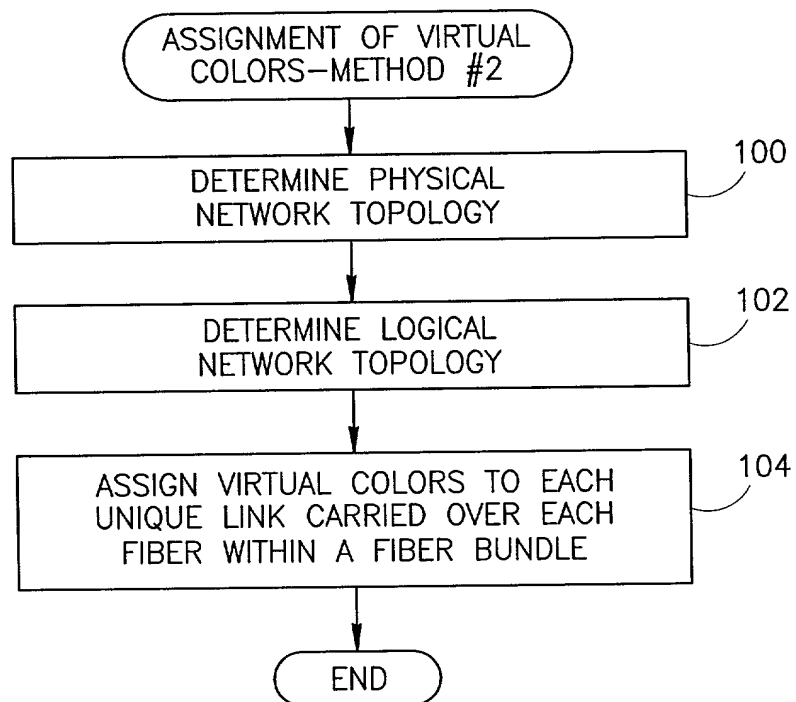 ASSIGNMENT OF VIRTUAL
COLORS-METHOD #2
100
DETERMINE PHYSICAL
NETWORK TOPOLOGY
102
DETERMINE LOGICAL
NETWORK TOPOLOGY
104
ASSIGN VIRTUAL COLORS TO EACH
UNIQUE LINK CARRIED OVER EACH
FIBER WITHIN A FIBER BUNDLE
END